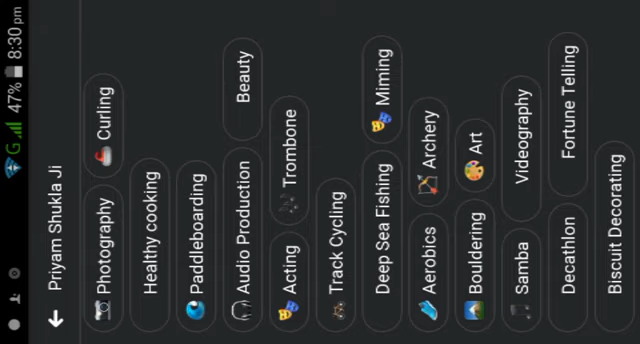 G 47% 8:30 pm
Priyam Shukla Ji
Photography Curling
Healthy cooking
Paddleboarding
Audio Production Beauty
Acting Trombone
Track Cycling
Deep Sea Fishing Miming
Aerobics Archery
Bouldering Art
Samba Videography
Decathlon Fortune Telling
Biscuit Decorating